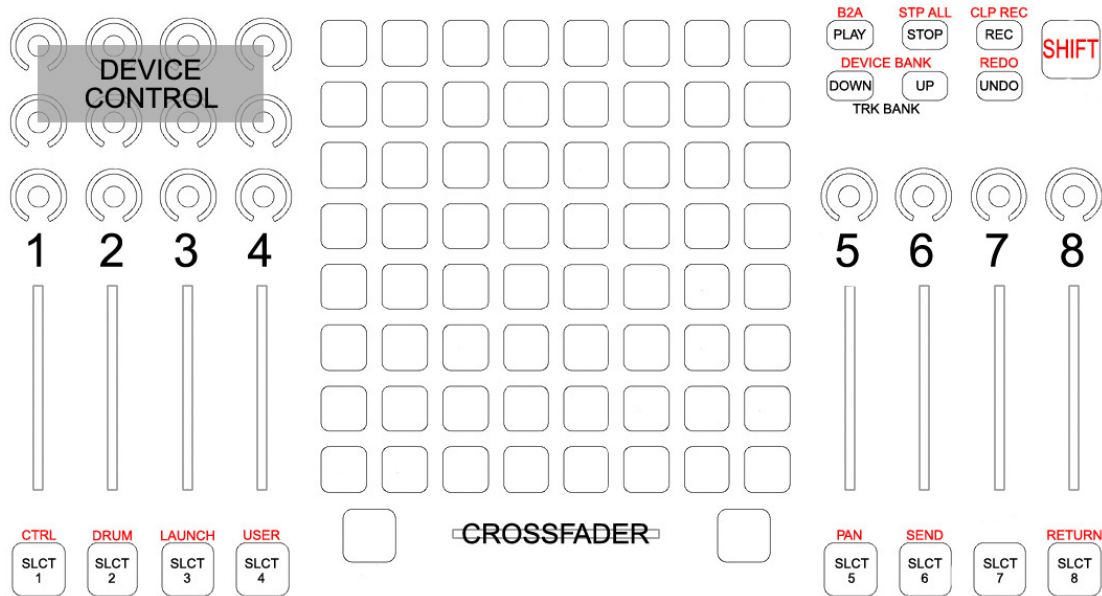 B2A STP ALL CLP REC
PLAY STOP REC
SHIFT
DEVICE BANK REDO
DOWN UP UNDO
TRK BANK
DEVICE
CONTROL
1 2 3 4 5 6 7 8
CROSSFADER
CTRL DRUM LAUNCH USER PAN SEND RETURN
SLCT SLCT SLCT SLCT SLCT SLCT SLCT SLCT
1 2 3 4 5 6 7 8